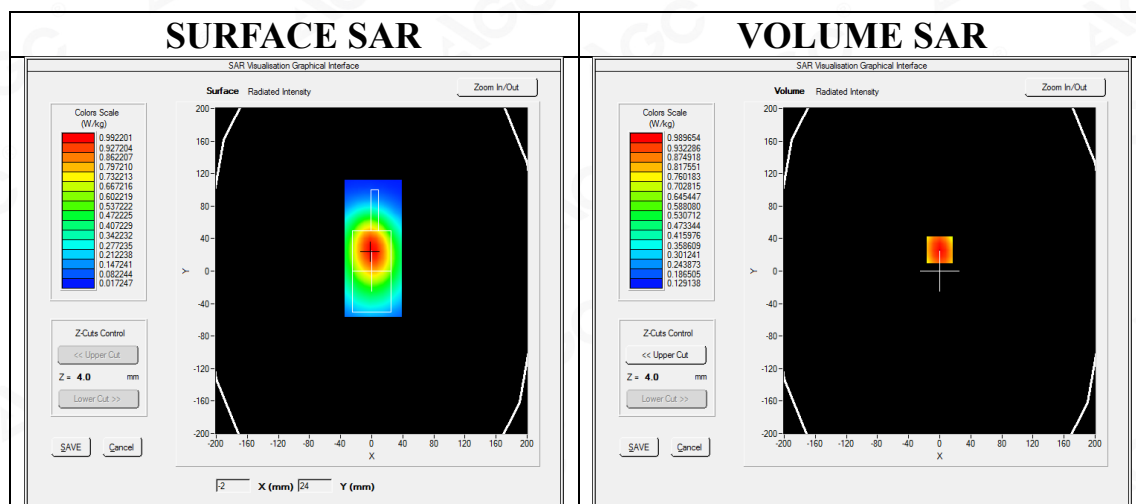 SURFACE SAR
SAR Visualisation Graphical Interface
Surface Radiated Intensity
Zoom In/Out
Colors Scale
(W/kg)
0.992201
0.927204
0.862207
0.797210
0.732213
0.667216
0.602219
0.537222
0.472225
0.407229
0.342232
0.277235
0.212238
0.147241
0.082244
0.017247
Z-Cuts Control
<< Upper Cut
Z = 4.0 mm
Lower Cut >>
SAVE Cancel
200
160
120
80
40
0
-40
-80
-120
-160
-200
Y
-200 -160 -120 -80 -40 0 40 80 120 160 200
X
-2 X (mm) 24 Y (mm)
VOLUME SAR
SAR Visualisation Graphical Interface
Volume Radiated Intensity
Zoom In/Out
Colors Scale
(W/kg)
0.989654
0.932286
0.874918
0.817551
0.760183
0.702815
0.645447
0.588080
0.530712
0.473344
0.415976
0.358609
0.301241
0.243873
0.186505
0.129138
Z-Cuts Control
<< Upper Cut
Z = 4.0 mm
Lower Cut >>
SAVE Cancel
200
160
120
80
40
0
-40
-80
-120
-160
-200
Y
-200 -160 -120 -80 -40 0 40 80 120 160 200
X